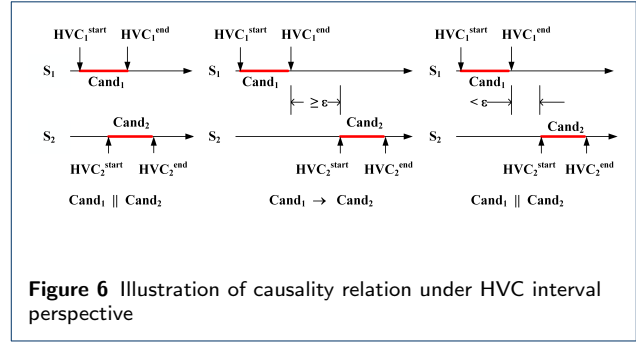 HVC₁ˢᵗᵃʳᵗ HVC₁ᵉⁿᵈ HVC₁ˢᵗᵃʳᵗ HVC₁ᵉⁿᵈ HVC₁ˢᵗᵃʳᵗ HVC₁ᵉⁿᵈ
S₁ S₁ S₁
Cand₁ Cand₁ Cand₁
≥ ε < ε
Cand₂ Cand₂ Cand₂
S₂ S₂ S₂
HVC₂ˢᵗᵃʳᵗ HVC₂ᵉⁿᵈ HVC₂ˢᵗᵃʳᵗ HVC₂ᵉⁿᵈ HVC₂ˢᵗᵃʳᵗ HVC₂ᵉⁿᵈ
Cand₁ || Cand₂ Cand₁ → Cand₂ Cand₁ || Cand₂
Figure 6 Illustration of causality relation under HVC interval
perspective